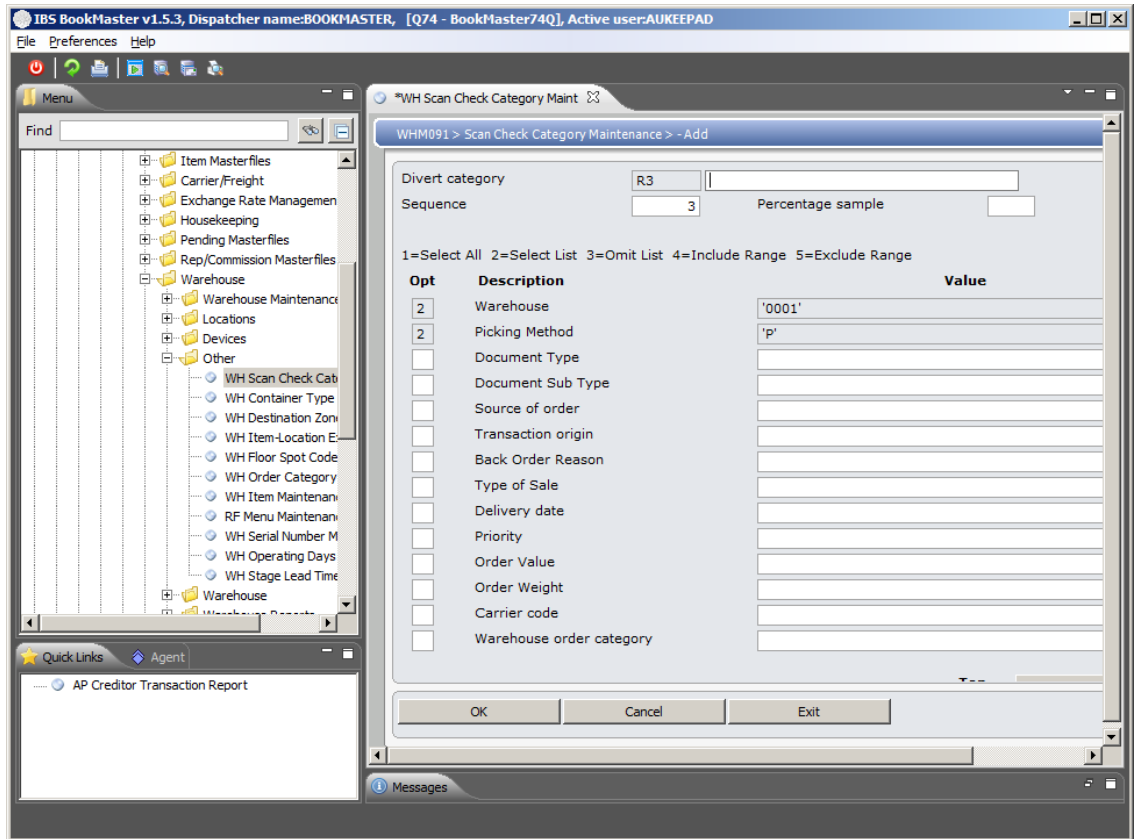 IBS BookMaster v1.5.3, Dispatcher name:BOOKMASTER, [Q74 - BookMaster74Q], Active user:AUKEEPAD
File Preferences Help
Menu
Find
Item Masterfiles
Carrier/Freight
Exchange Rate Managemen
Housekeeping
Pending Masterfiles
Rep/Commission Masterfiles
Warehouse
Warehouse Maintenance
Locations
Devices
Other
WH Scan Check Cat
WH Container Type
WH Destination Zon
WH Item-Location E
WH Floor Spot Code
WH Order Category
WH Item Maintenan
RF Menu Maintenan
WH Serial Number M
WH Operating Days
WH Stage Lead Time
Warehouse
Warehouse Reports
Quick Links Agent
AP Creditor Transaction Report
*WH Scan Check Category Maint
WHM091 > Scan Check Category Maintenance > - Add
Divert category R3
Sequence 3 Percentage sample
1=Select All 2=Select List 3=Omit List 4=Include Range 5=Exclude Range
Opt Description Value
2 Warehouse '0001'
2 Picking Method 'P'
Document Type
Document Sub Type
Source of order
Transaction origin
Back Order Reason
Type of Sale
Delivery date
Priority
Order Value
Order Weight
Carrier code
Warehouse order category
OK Cancel Exit
Messages